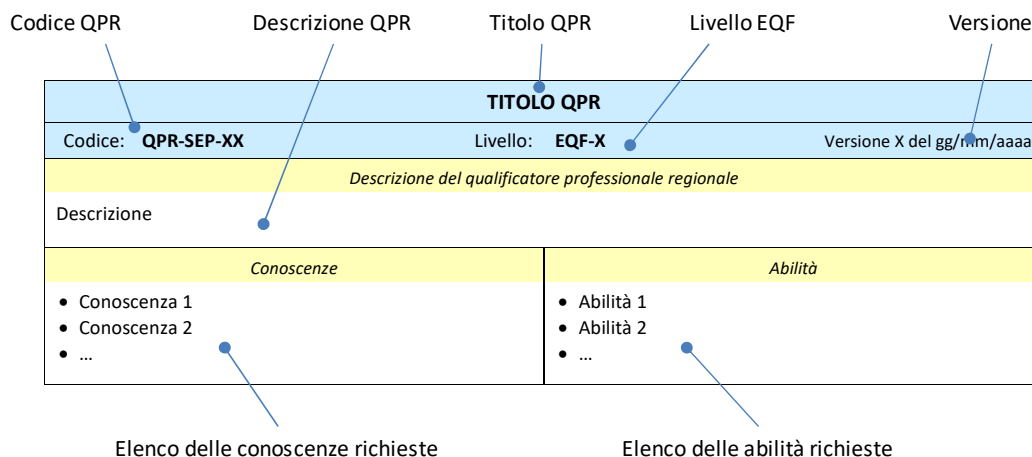 Codice QPR Descrizione QPR Titolo QPR Livello EQF Versione
TITOLO QPR
Codice: QPR-SEP-XX Livello: EQF-X Versione X del gg/mm/aaaa
Descrizione del qualificatore professionale regionale
Descrizione
Conoscenze Abilità
• Conoscenza 1 • Abilità 1
• Conoscenza 2 • Abilità 2
• ... • ...
Elenco delle conoscenze richieste Elenco delle abilità richieste